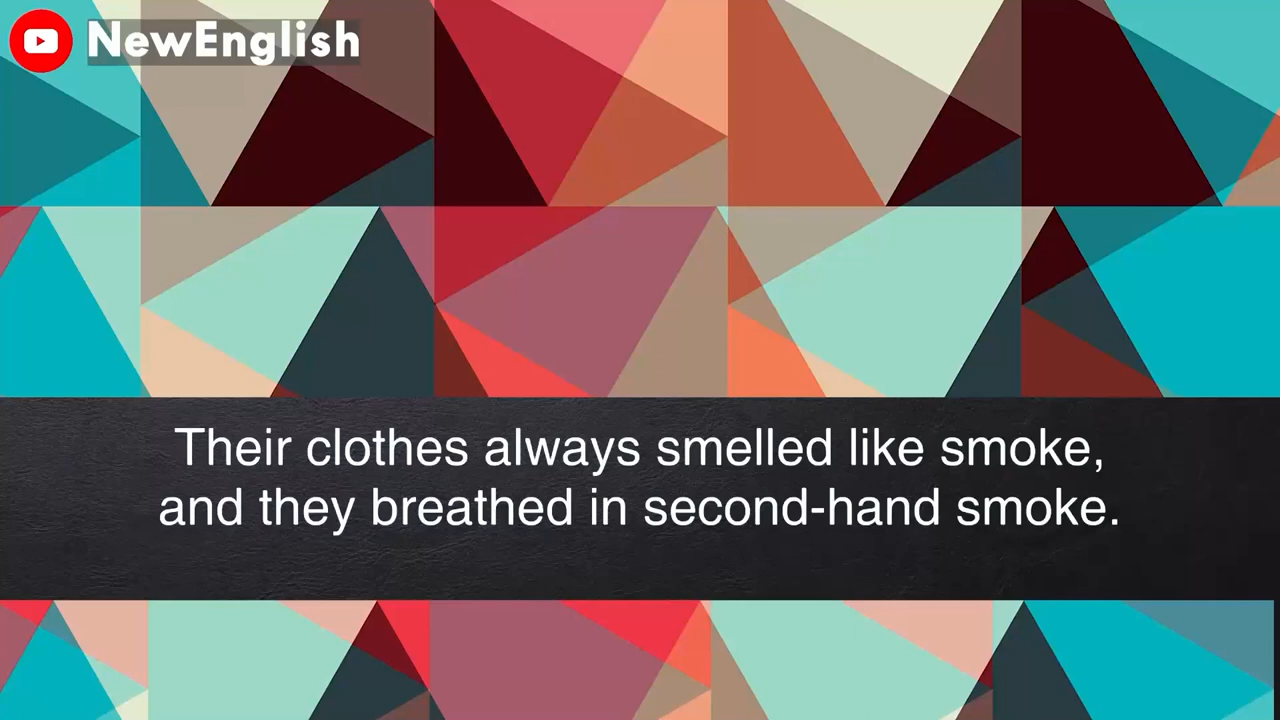 NewEnglish
Their clothes always smelled like smoke,
and they breathed in second-hand smoke.